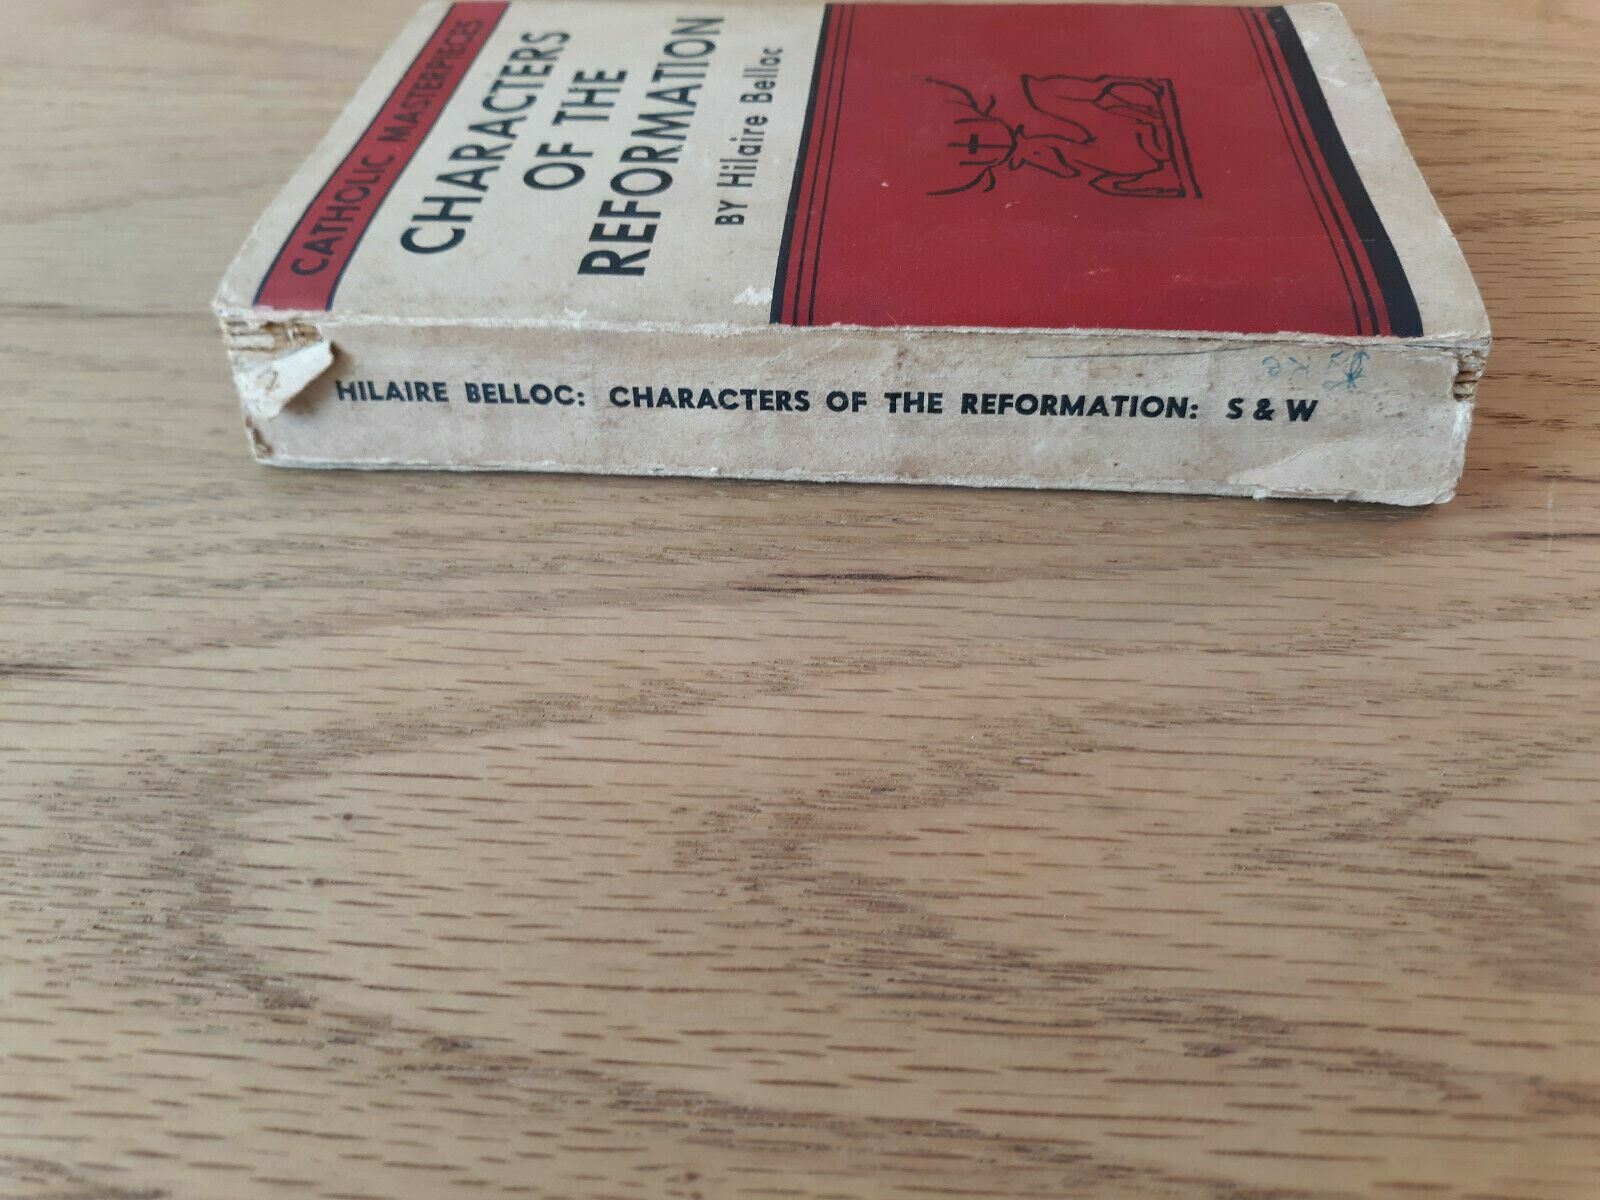 CATHOLIC MASTERPIECES
CHARACTERS
OF THE
REFORMATION
BY Hilaire Belloc
HILAIRE BELLOC: CHARACTERS OF THE REFORMATION: S & W